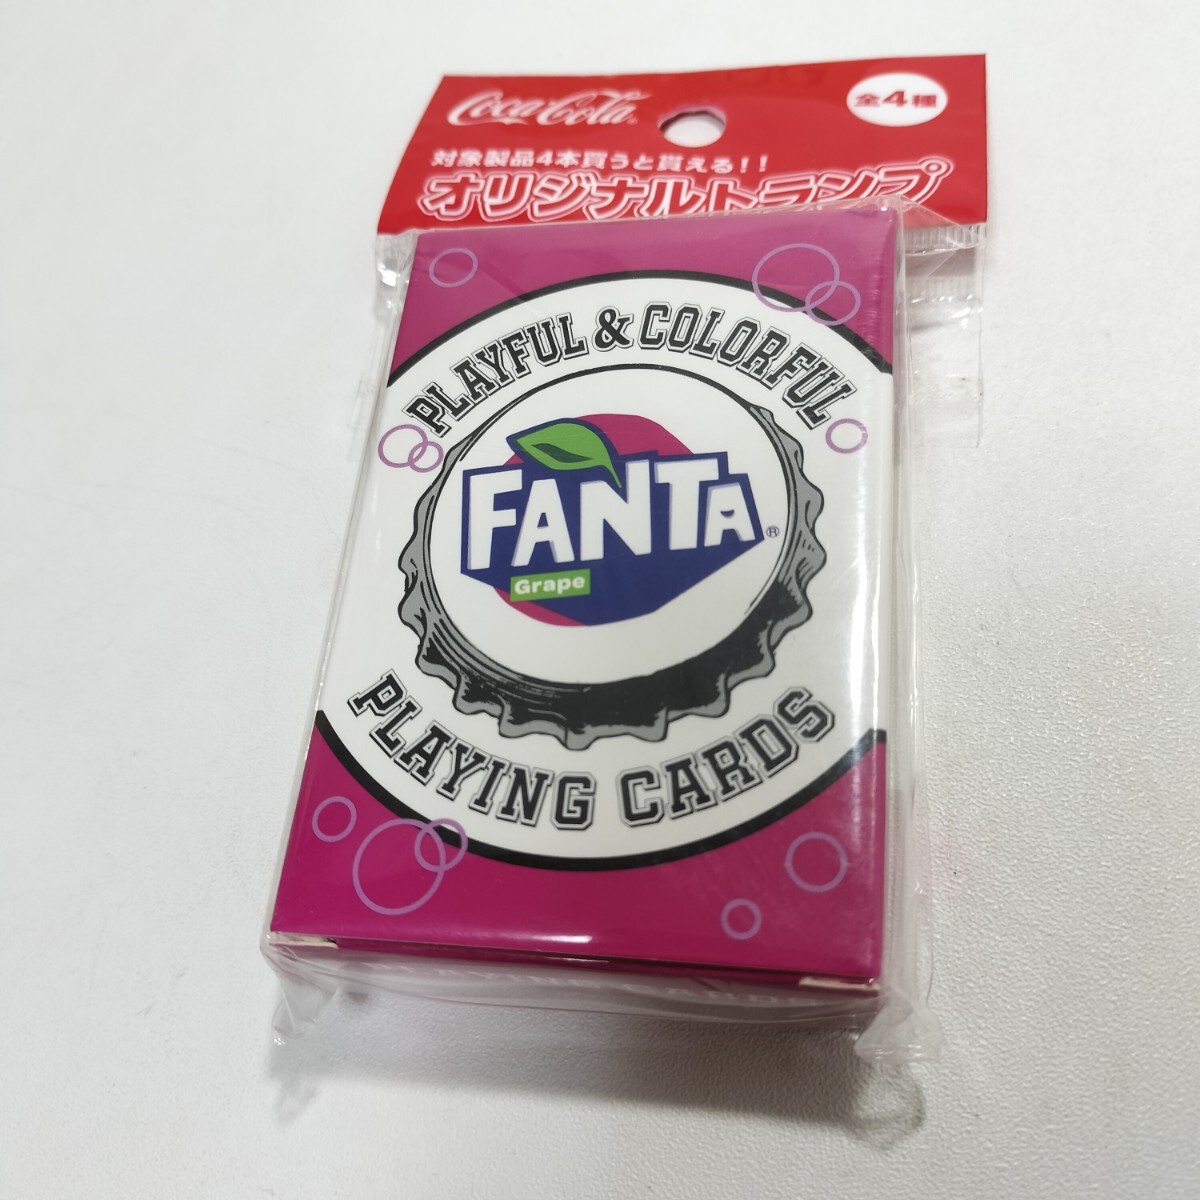 Coca-Cola
全4種
対象製品4本買うと貰える!!
オリジナルトランプ
PLAYFUL & COLORFUL
FANTA®
Grape
PLAYING CARDS